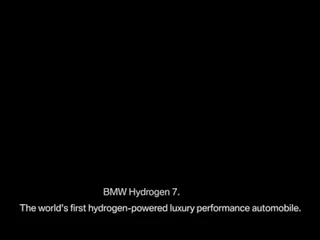 BMW Hydrogen 7.
The world's first hydrogen-powered luxury performance automobile.